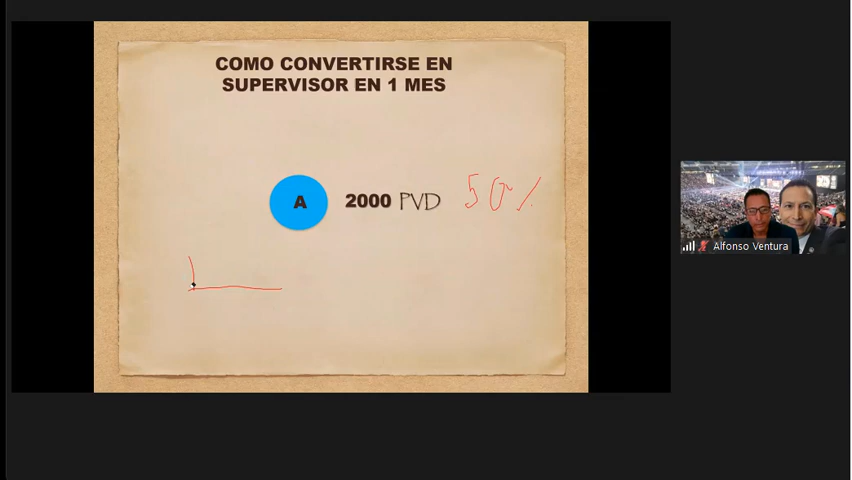 COMO CONVERTIRSE EN
SUPERVISOR EN 1 MES
A 2000 PVD 50%
Alfonso Ventura